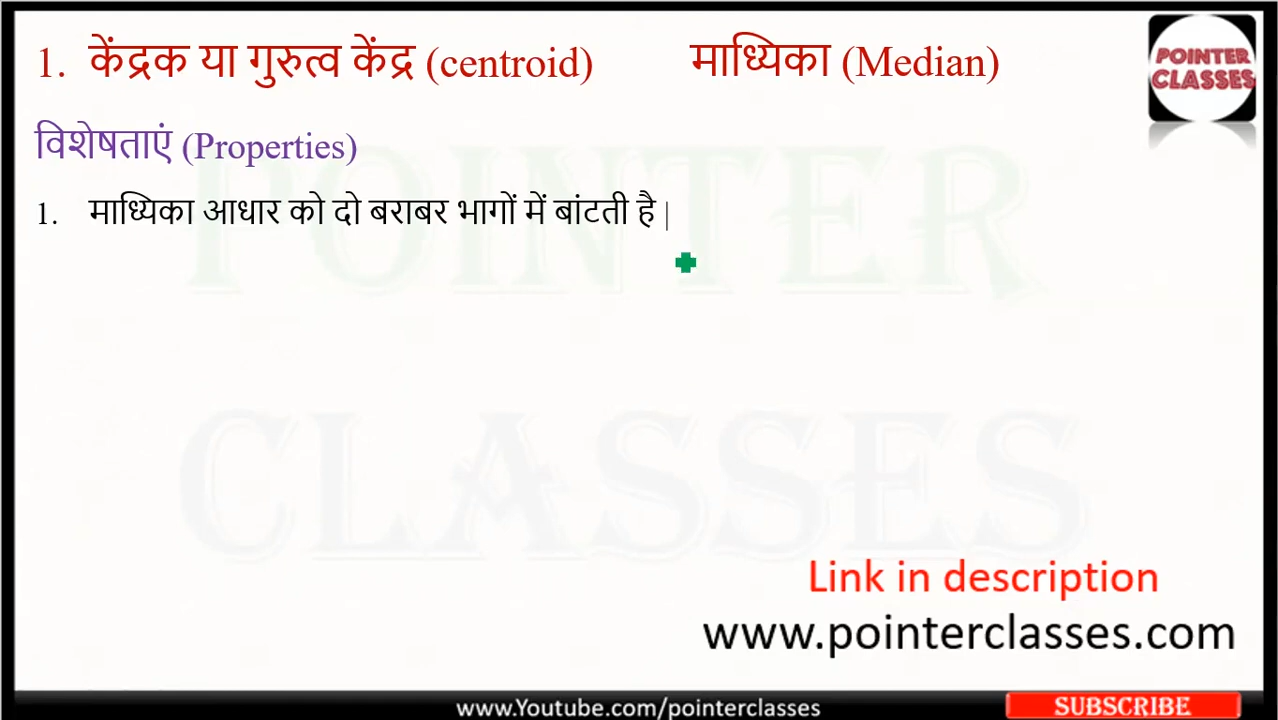 1. केंद्रक या गुरुत्व केंद्र (centroid) माध्यिका (Median)
POINTER
CLASSES
विशेषताएं (Properties)
1. माध्यिका आधार को दो बराबर भागों में बांटती है |
POINTER
CLASSES
Link in description
www.pointerclasses.com
www.Youtube.com/pointerclasses
SUBSCRIBE